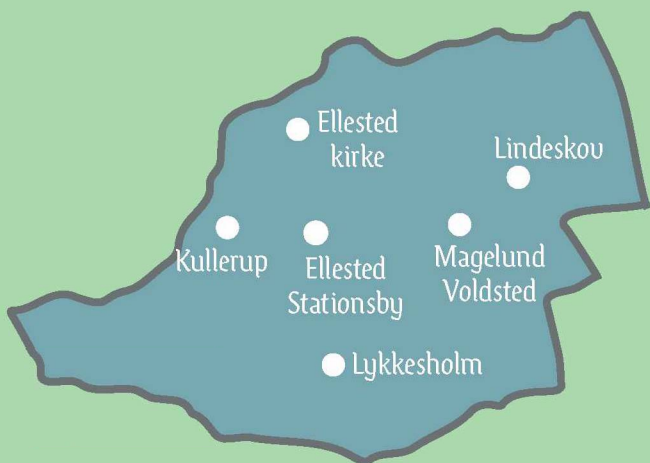 Ellested
kirke
Lindeskov
Kullerup
Ellested
Stationsby
Magelund
Voldsted
Lykkesholm